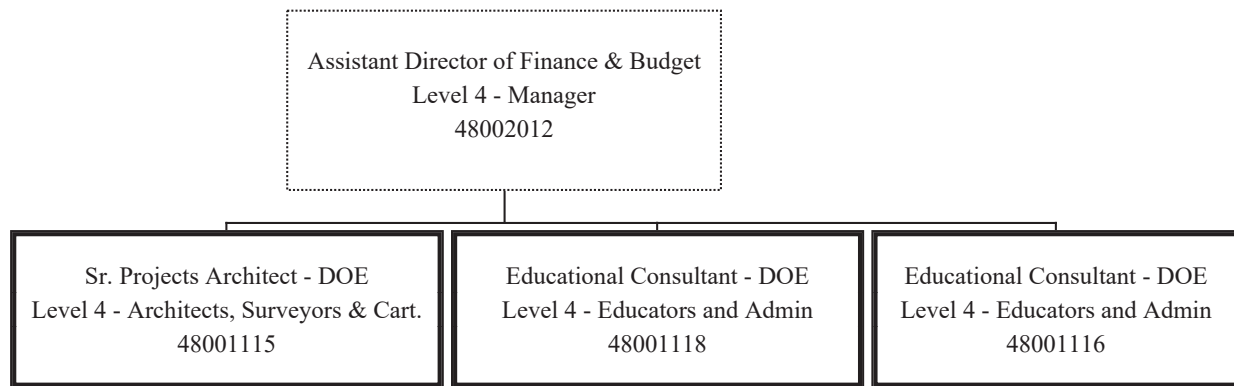 Assistant Director of Finance & Budget
Level 4 - Manager
48002012
Sr. Projects Architect - DOE
Level 4 - Architects, Surveyors & Cart.
48001115
Educational Consultant - DOE
Level 4 - Educators and Admin
48001118
Educational Consultant - DOE
Level 4 - Educators and Admin
48001116